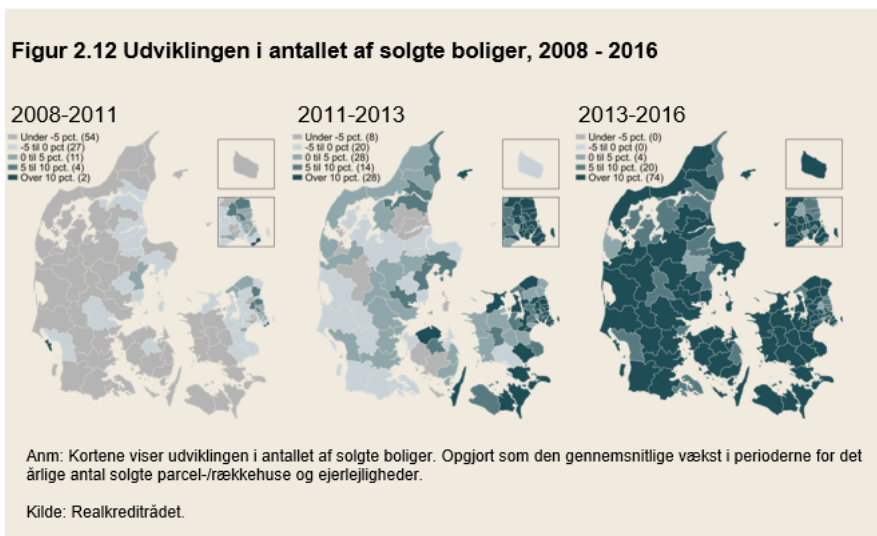 Figur 2.12 Udviklingen i antallet af solgte boliger, 2008 - 2016
2008-2011
Under -5 pct. (54)
-5 til 0 pct (27)
0 til 5 pct. (11)
5 til 10 pct. (4)
Over 10 pct. (2)
2011-2013
Under -5 pct. (8)
-5 til 0 pct (20)
0 til 5 pct. (28)
5 til 10 pct. (14)
Over 10 pct. (28)
2013-2016
Under -5 pct. (0)
-5 til 0 pct (0)
0 til 5 pct. (4)
5 til 10 pct. (20)
Over 10 pct. (74)
Anm: Kortene viser udviklingen i antallet af solgte boliger. Opgjort som den gennemsnitlige vækst i perioderne for det
årlige antal solgte parcel-/rækkehuse og ejerlejligheder.
Kilde: Realkreditrådet.